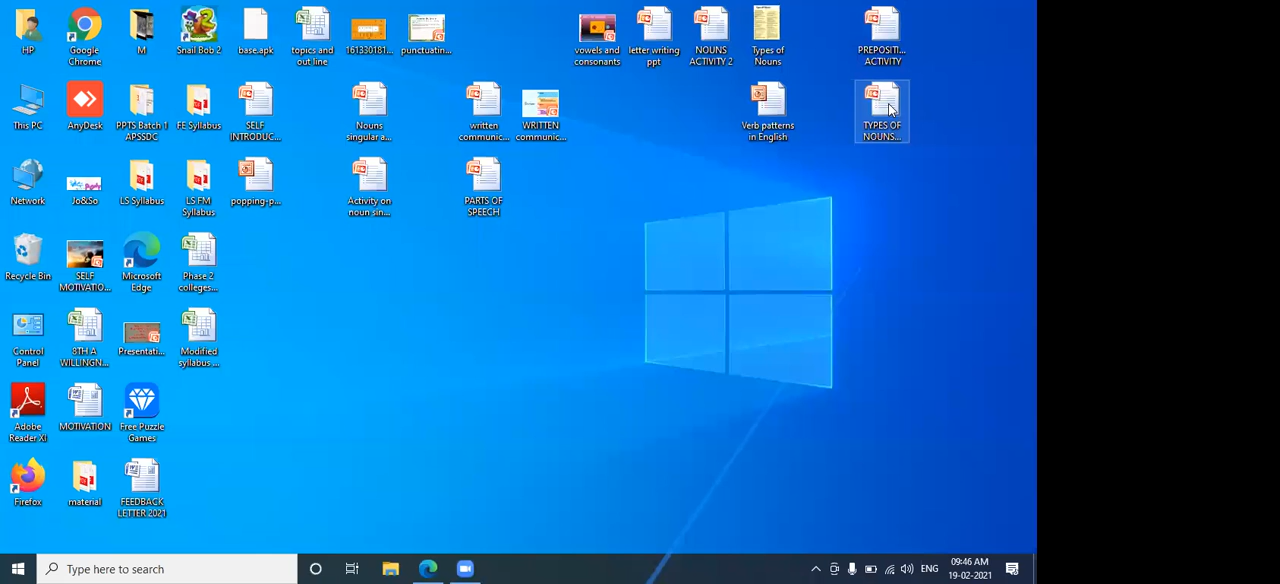 HP
Google
Chrome
M
Snail Bob 2
base.apk
topics and
out line
161330181...
punctuatin...
vowels and
consonants
letter writing
ppt
NOUNS
ACTIVITY 2
Types of
Nouns
PREPOSITI...
ACTIVITY
This PC
AnyDesk
PPTS Batch 1
APSSDC
FE Syllabus
SELF
INTRODUC...
Nouns
singular a...
written
communic...
WRITTEN
communic...
Verb patterns
in English
TYPES OF
NOUNS...
Network
Jo&So
LS Syllabus
LS FM
Syllabus
popping-p...
Activity on
noun sin...
PARTS OF
SPEECH
Recycle Bin
SELF
MOTIVATIO...
Microsoft
Edge
Phase 2
colleges...
Control
Panel
8TH A
WILLINGN...
Presentati...
Modified
syllabus ...
Adobe
Reader XI
MOTIVATION
Free Puzzle
Games
Firefox
material
FEEDBACK
LETTER 2021
Type here to search
ENG
09:46 AM
19-02-2021